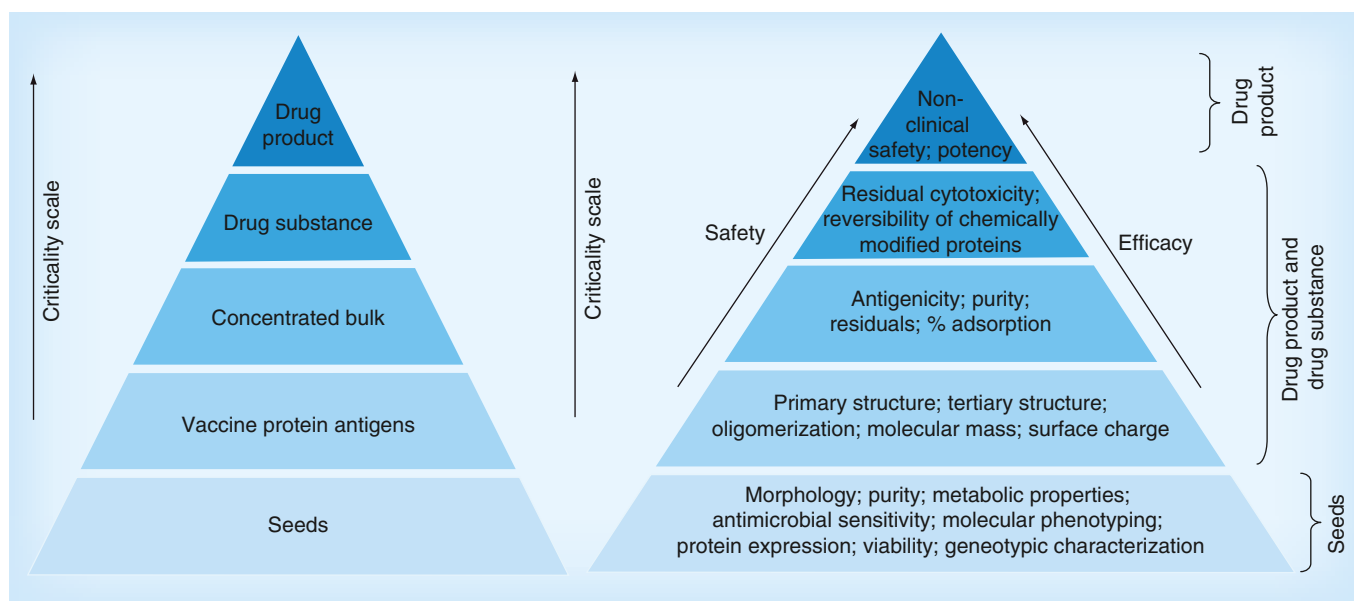 Criticality scale
Drug
product
Drug substance
Concentrated bulk
Vaccine protein antigens
Seeds
Criticality scale
Safety
Efficacy
Non-
clinical
safety; potency
Residual cytotoxicity;
reversibility of chemically
modified proteins
Antigenicity; purity;
residuals; % adsorption
Primary structure; tertiary structure;
oligomerization; molecular mass; surface charge
Morphology; purity; metabolic properties;
antimicrobial sensitivity; molecular phenotyping;
protein expression; viability; geneotypic characterization
Drug
product
Drug product and
drug substance
Seeds